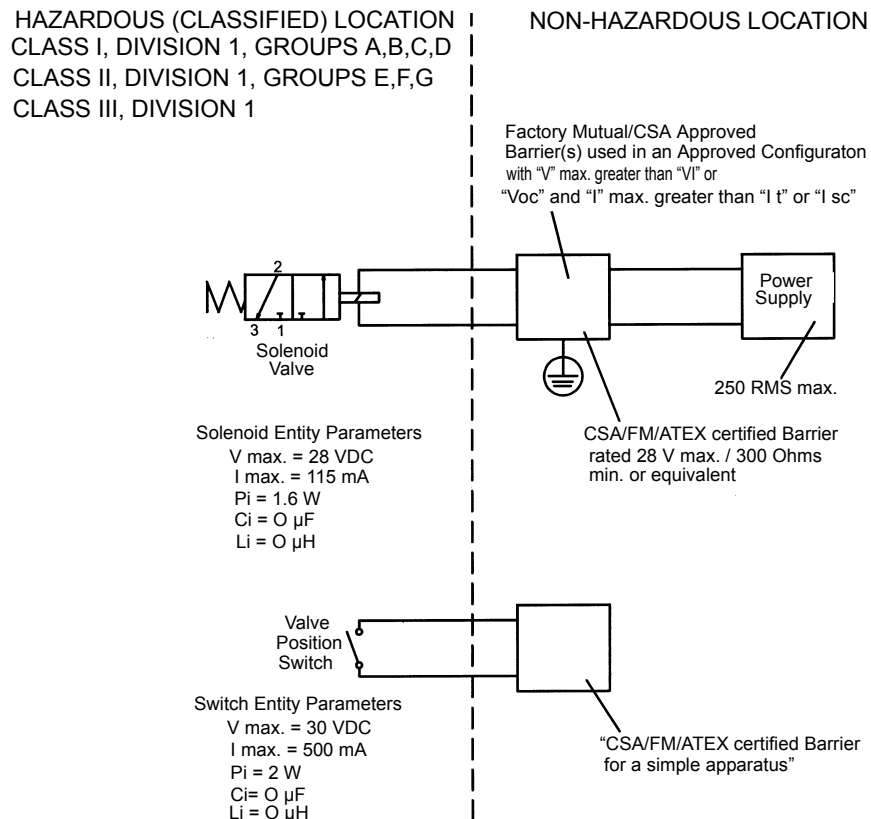 HAZARDOUS (CLASSIFIED) LOCATION
CLASS I, DIVISION 1, GROUPS A,B,C,D
CLASS II, DIVISION 1, GROUPS E,F,G
CLASS III, DIVISION 1
NON-HAZARDOUS LOCATION
Factory Mutual/CSA Approved
Barrier(s) used in an Approved Configuraton
with “V” max. greater than “VI” or
“Voc” and “I” max. greater than “I t” or “I sc”
2
3 1
Solenoid
Valve
Power
Supply
250 RMS max.
CSA/FM/ATEX certified Barrier
rated 28 V max. / 300 Ohms
min. or equivalent
Solenoid Entity Parameters
V max. = 28 VDC
I max. = 115 mA
Pi = 1.6 W
Ci = O µF
Li = O µH
Valve
Position
Switch
Switch Entity Parameters
V max. = 30 VDC
I max. = 500 mA
Pi = 2 W
Ci= O µF
Li = O µH
“CSA/FM/ATEX certified Barrier
for a simple apparatus”